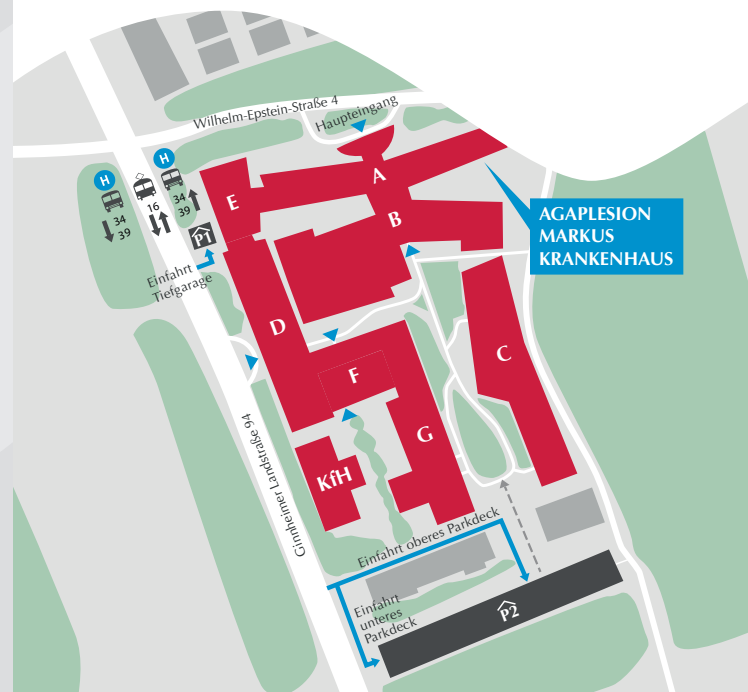 Wilhelm-Epstein-Straße 4
Haupteingang
H
H
16
34
39
34
39
P1
Einfahrt
Tiefgarage
E
A
B
AGAPLESION
MARKUS
KRANKENHAUS
D
C
F
G
KfH
Ginnheimer Landstraße 94
Einfahrt oberes Parkdeck
Einfahrt
unteres
Parkdeck
P2